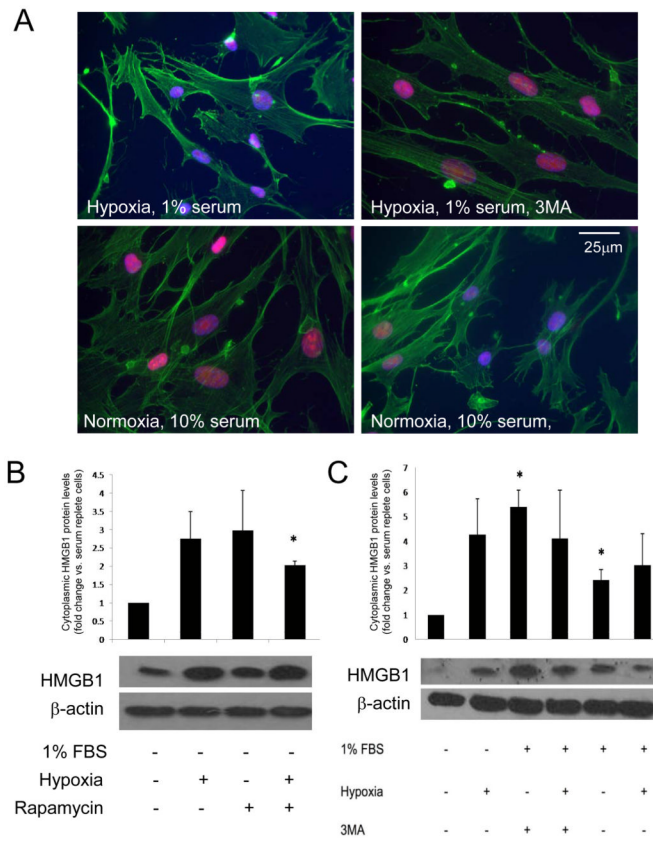 A
Hypoxia, 1% serum
Hypoxia, 1% serum, 3MA
25μm
Normoxia, 10% serum
Normoxia, 10% serum,
B
Cytoplasmic HMGB1 protein levels
(fold change vs. serum replete cells)
4.5
4
3.5
3
2.5
2
1.5
1
0.5
0
*
HMGB1
β-actin
1% FBS - - - -
Hypoxia - + - +
Rapamycin - - + +
C
Cytoplasmic HMGB1 protein levels
(fold change vs. serum replete cells)
7
6
5
4
3
2
1
0
*
*
HMGB1
β-actin
1% FBS - - + + + +
Hypoxia - + - + - +
3MA - - + + - -